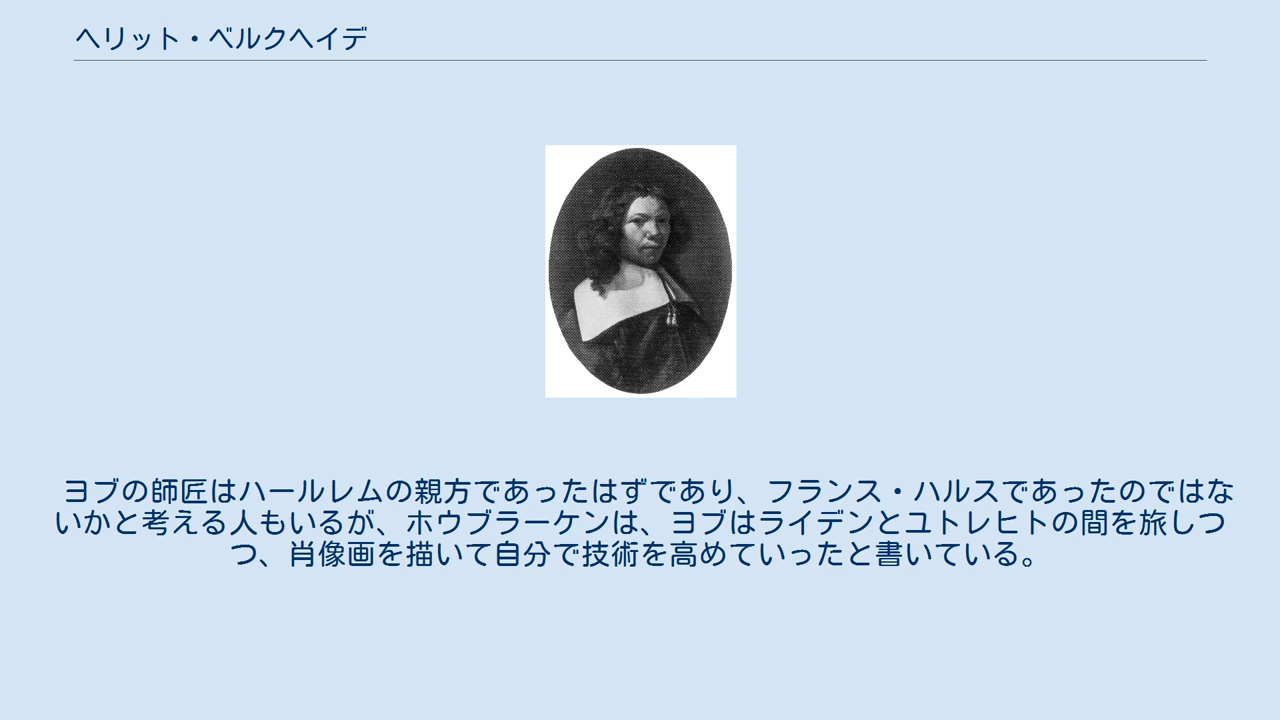 ヘリット・ベルクヘイデ
ヨブの師匠はハールレムの親方であったはずであり、フランス・ハルスであったのではな
いかと考える人もいるが、ホウブラーケンは、ヨブはライデンとユトレヒトの間を旅しつ
つ、肖像画を描いて自分で技術を高めていったと書いている。